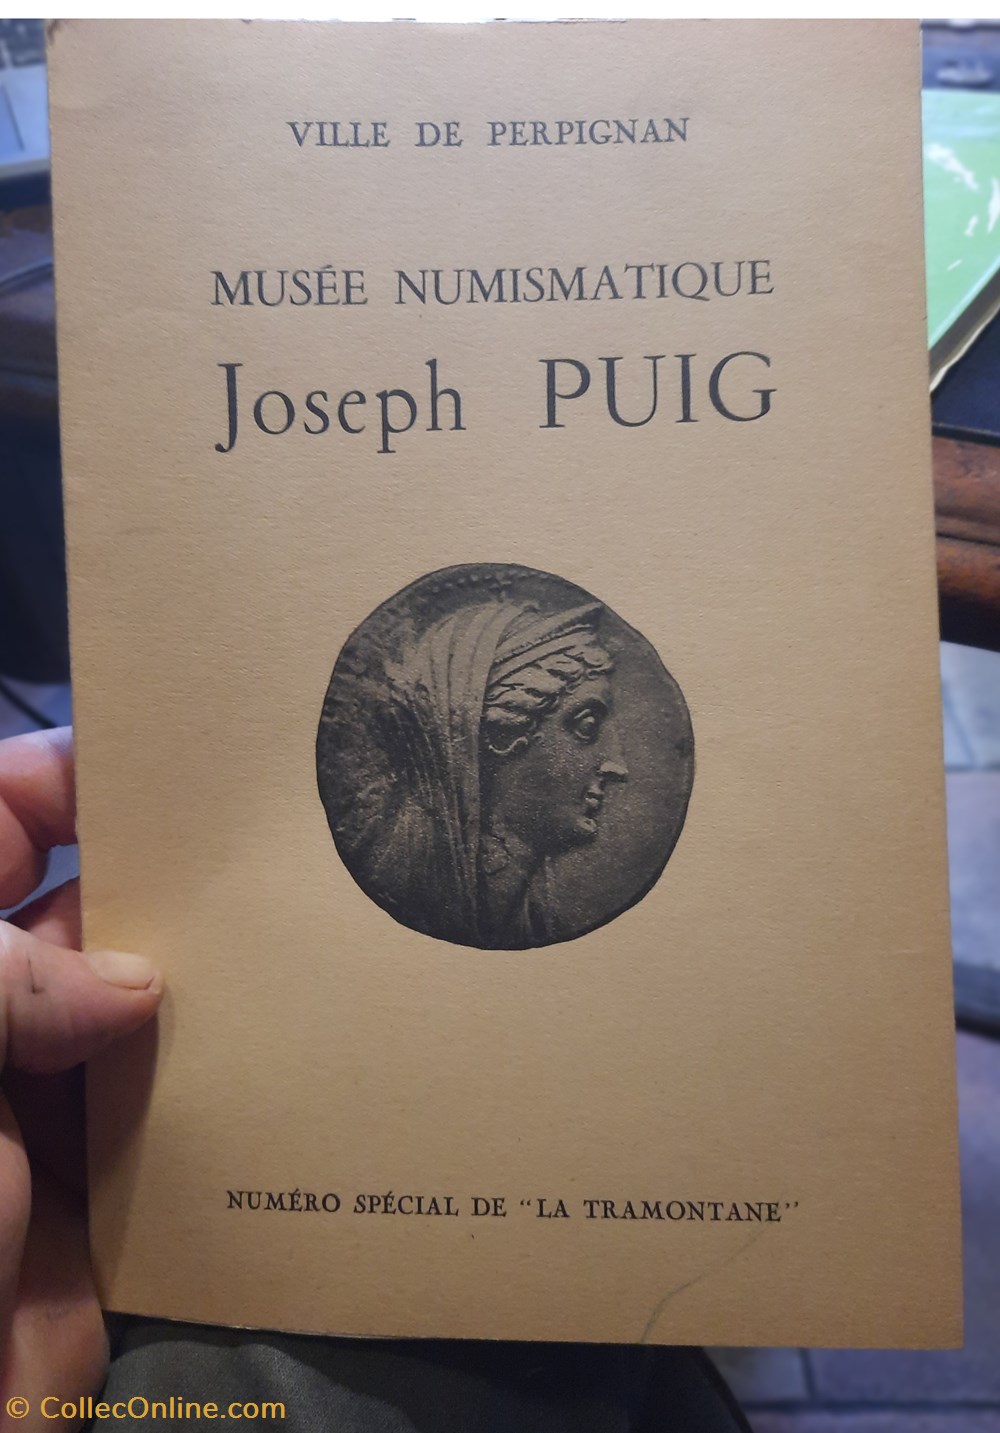 VILLE DE PERPIGNAN
MUSÉE NUMISMATIQUE
Joseph PUIG
NUMÉRO SPÉCIAL DE "LA TRAMONTANE"
© CollecOnline.com